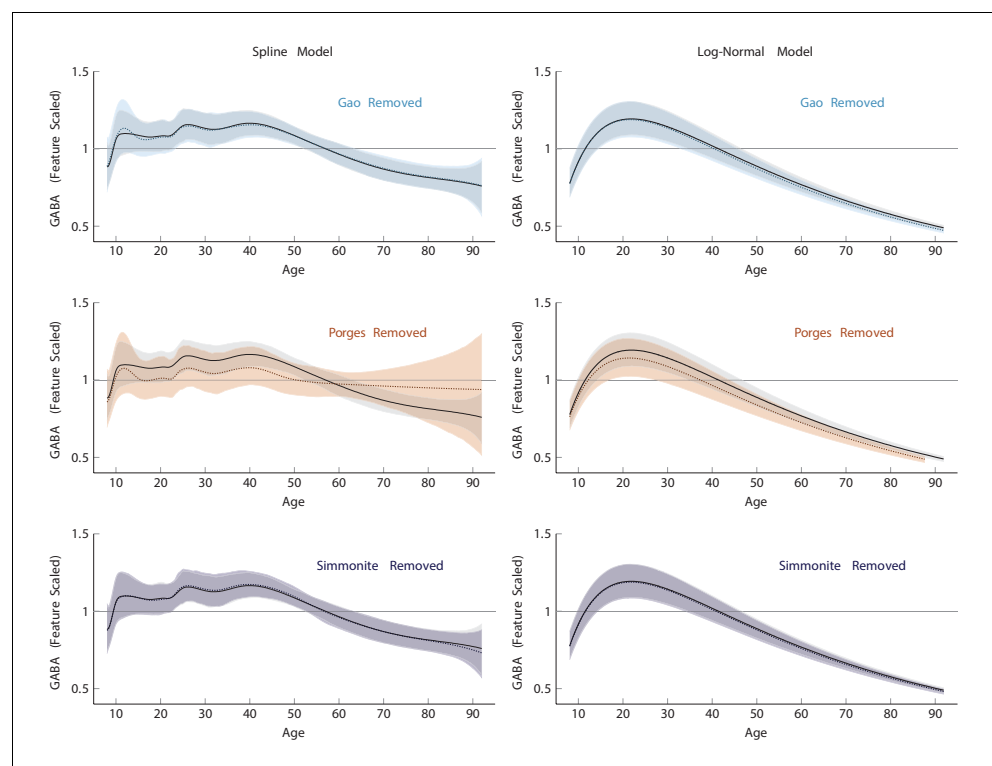 Spline Model
Log-Normal Model
1.5
1
0.5
GABA (Feature Scaled)
Gao Removed
10 20 30 40 50 60 70 80 90
Age
1.5
1
0.5
GABA (Feature Scaled)
Gao Removed
10 20 30 40 50 60 70 80 90
Age
1.5
1
0.5
GABA (Feature Scaled)
Porges Removed
10 20 30 40 50 60 70 80 90
Age
1.5
1
0.5
GABA (Feature Scaled)
Porges Removed
10 20 30 40 50 60 70 80 90
Age
1.5
1
0.5
GABA (Feature Scaled)
Simmonite Removed
10 20 30 40 50 60 70 80 90
Age
1.5
1
0.5
GABA (Feature Scaled)
Simmonite Removed
10 20 30 40 50 60 70 80 90
Age